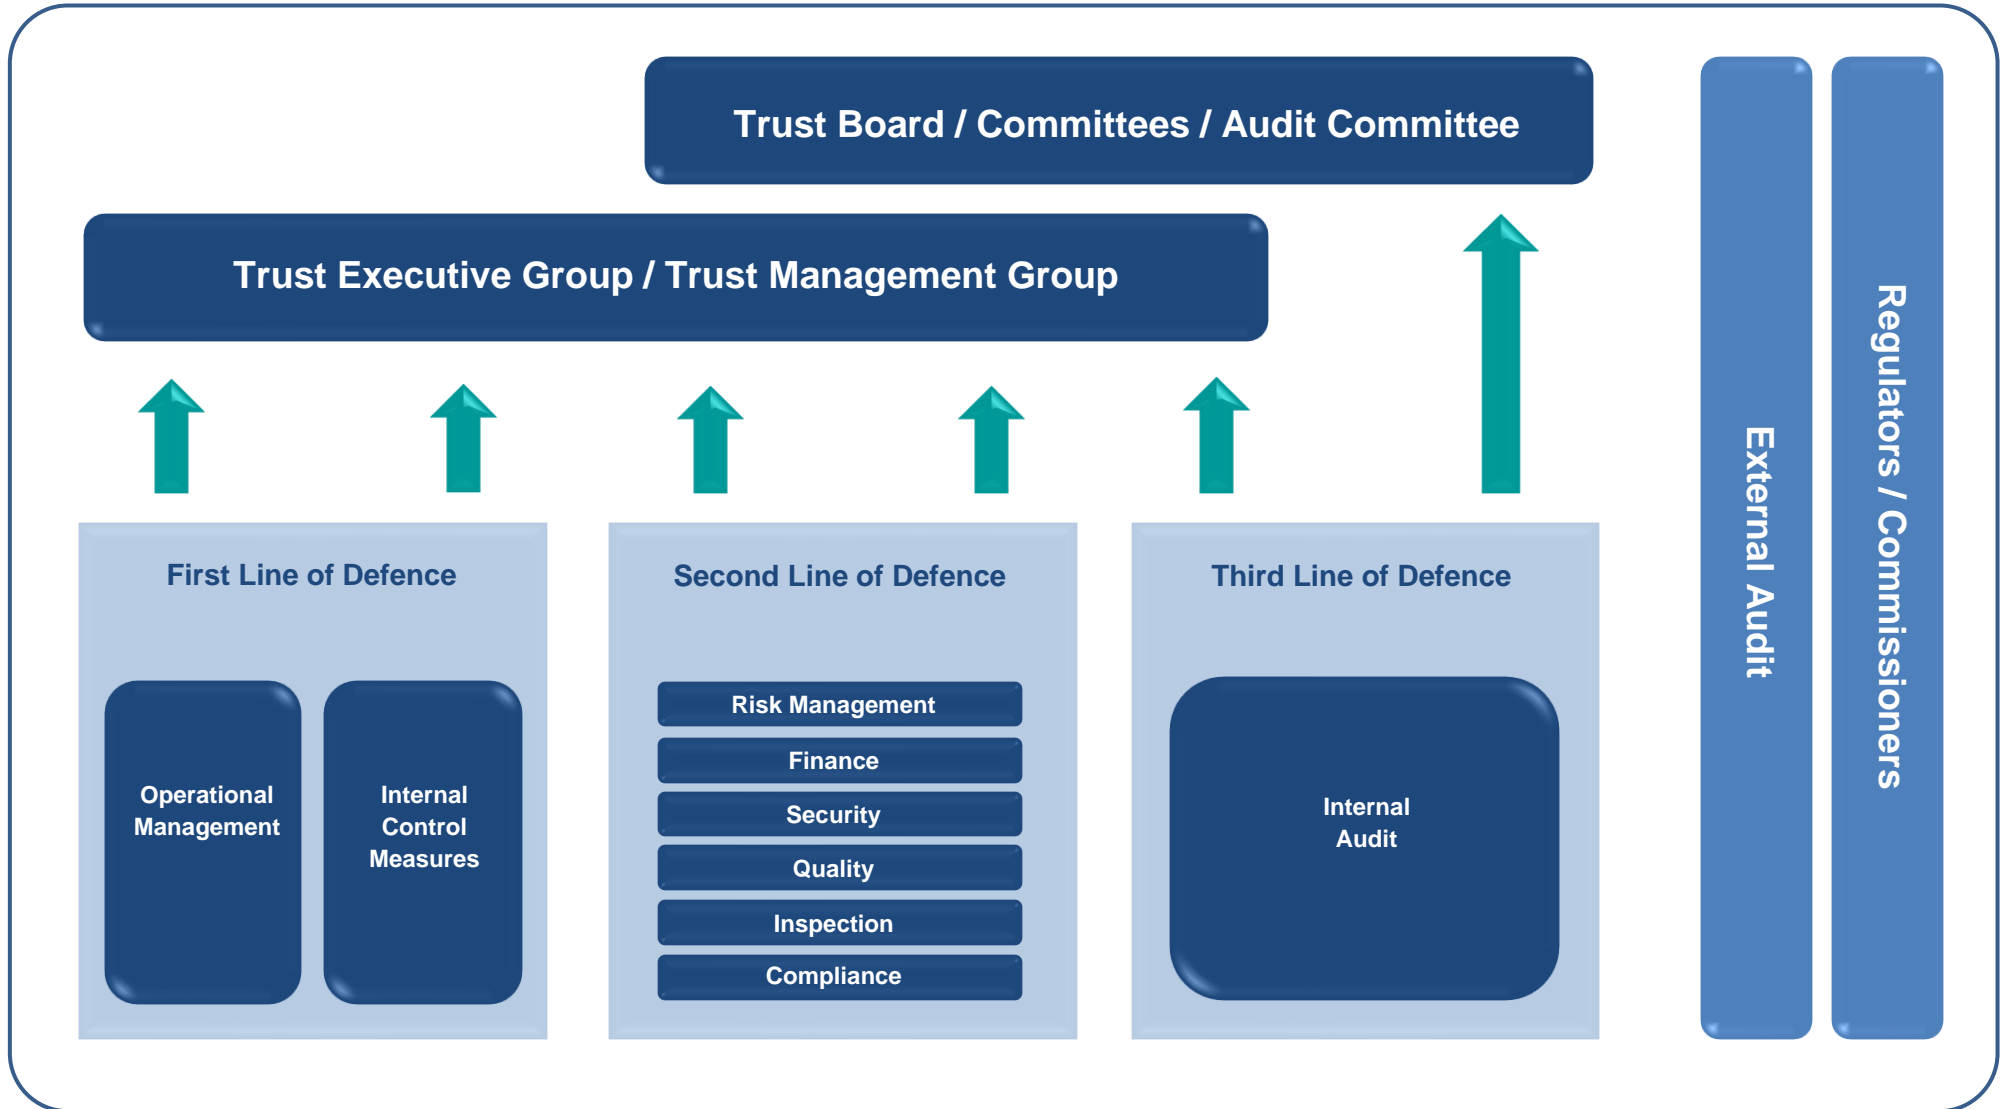 Trust Board / Committees / Audit Committee
Trust Executive Group / Trust Management Group
First Line of Defence
Operational
Management
Internal
Control
Measures
Second Line of Defence
Risk Management
Finance
Security
Quality
Inspection
Compliance
Third Line of Defence
Internal
Audit
External Audit
Regulators / Commissioners